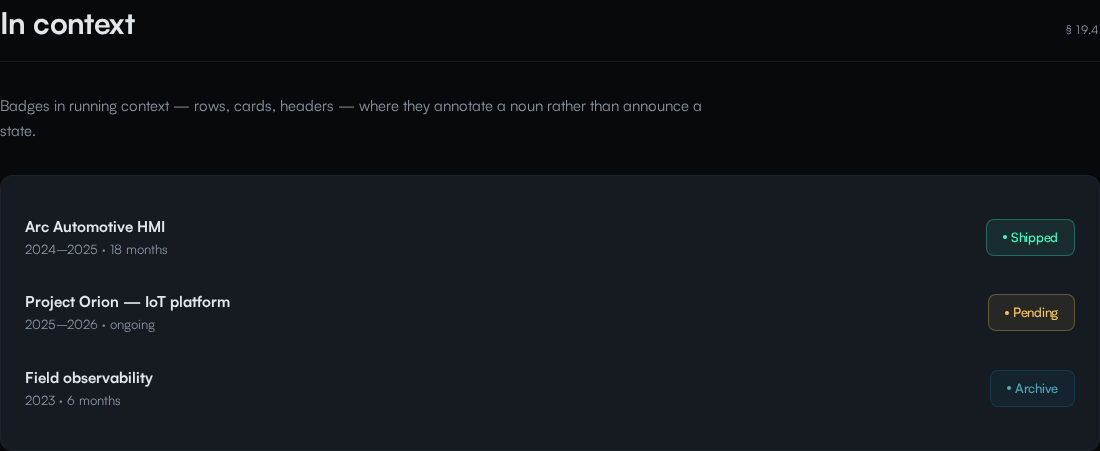 In context
§ 19.4
Badges in running context — rows, cards, headers — where they annotate a noun rather than announce a
state.
Arc Automotive HMI
2024—2025 • 18 months
• Shipped
Project Orion — IoT platform
2025—2026 • ongoing
• Pending
Field observability
2023 • 6 months
• Archive